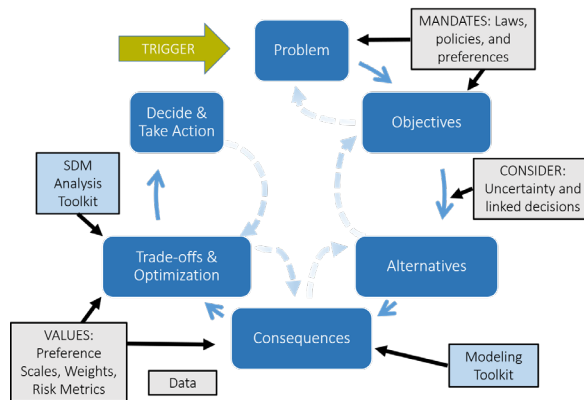 TRIGGER
Problem
MANDATES: Laws,
policies, and
preferences
Decide &
Take Action
Objectives
SDM
Analysis
Toolkit
CONSIDER:
Uncertainty and
linked decisions
Trade-offs &
Optimization
Alternatives
VALUES:
Preference
Scales, Weights,
Risk Metrics
Consequences
Data
Modeling
Toolkit